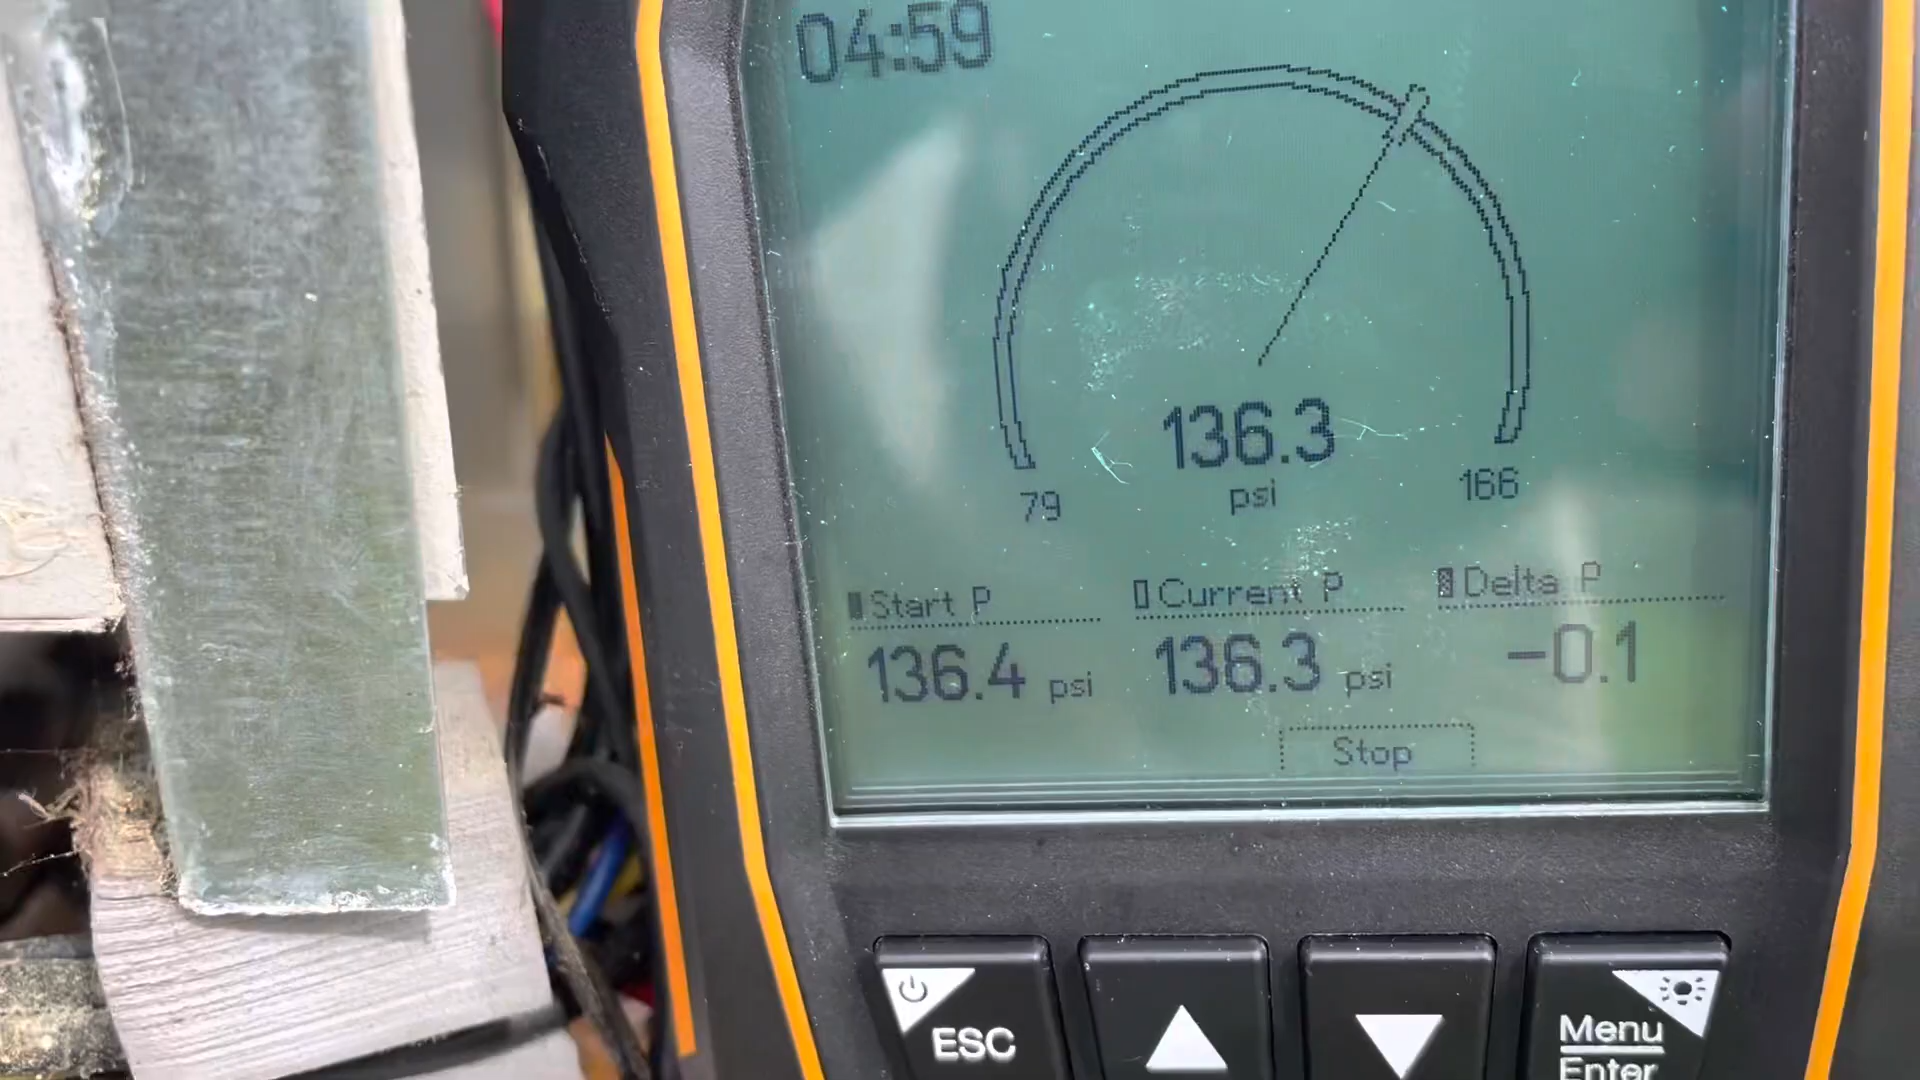 04:59
136.3
psi
79
166
Start P
Current P
Delta P
136.4 psi
136.3 psi
-0.1
Stop
ESC
Menu
Enter